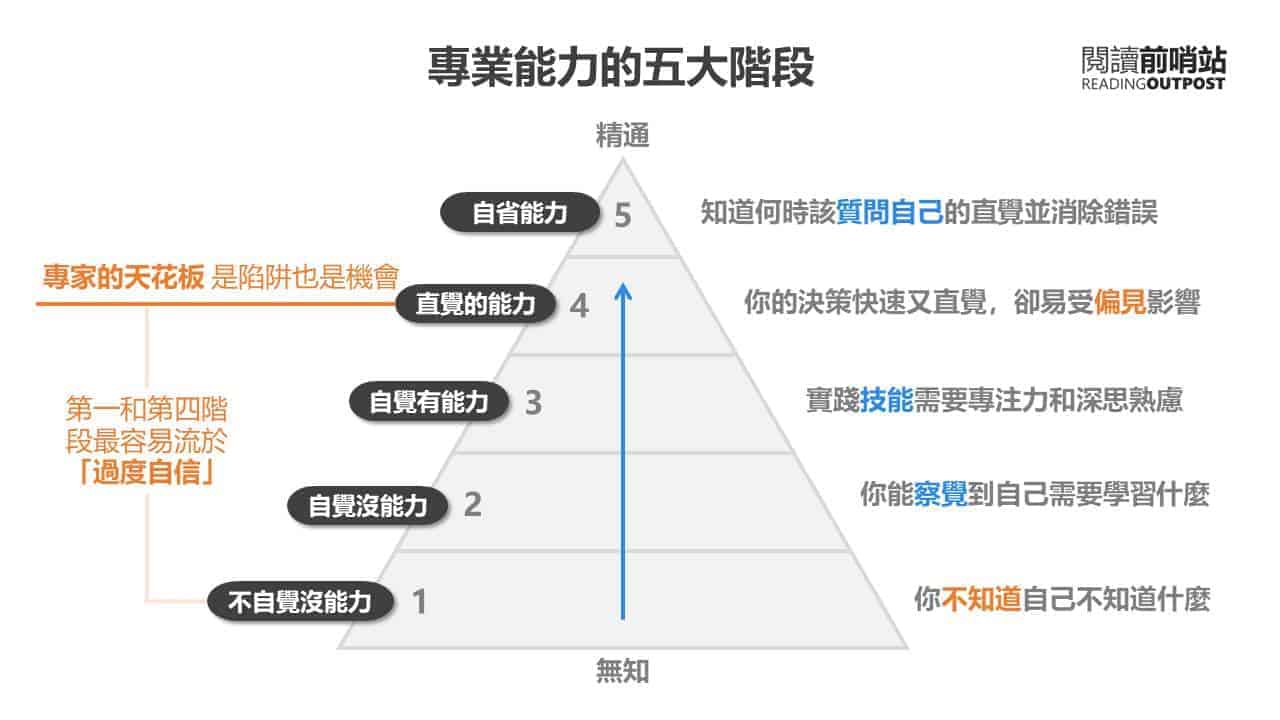 專業能力的五大階段
閱讀前哨站
READINGOUTPOST
精通
自省能力
5
知道何時該質問自己的直覺並消除錯誤
專家的天花板 是陷阱也是機會
直覺的能力
4
你的決策快速又直覺，卻易受偏見影響
自覺有能力
3
實踐技能需要專注力和深思熟慮
第一和第四階
段最容易流於
「過度自信」
自覺沒能力
2
你能察覺到自己需要學習什麼
不自覺沒能力
1
你不知道自己不知道什麼
無知